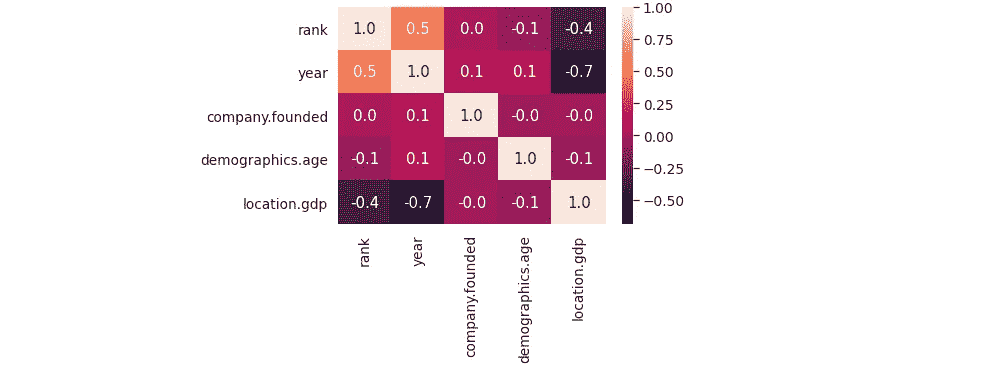 1.00
rank 1.0 0.5 0.0 -0.1 -0.4
0.75
year 0.5 1.0 0.1 0.1 -0.7
0.50
0.25
company.founded 0.0 0.1 1.0 -0.0 -0.0
0.00
demographics.age -0.1 0.1 -0.0 1.0 -0.1
−0.25
location.gdp -0.4 -0.7 -0.0 -0.1 1.0
−0.50
rank
year
company.founded
demographics.age
location.gdp